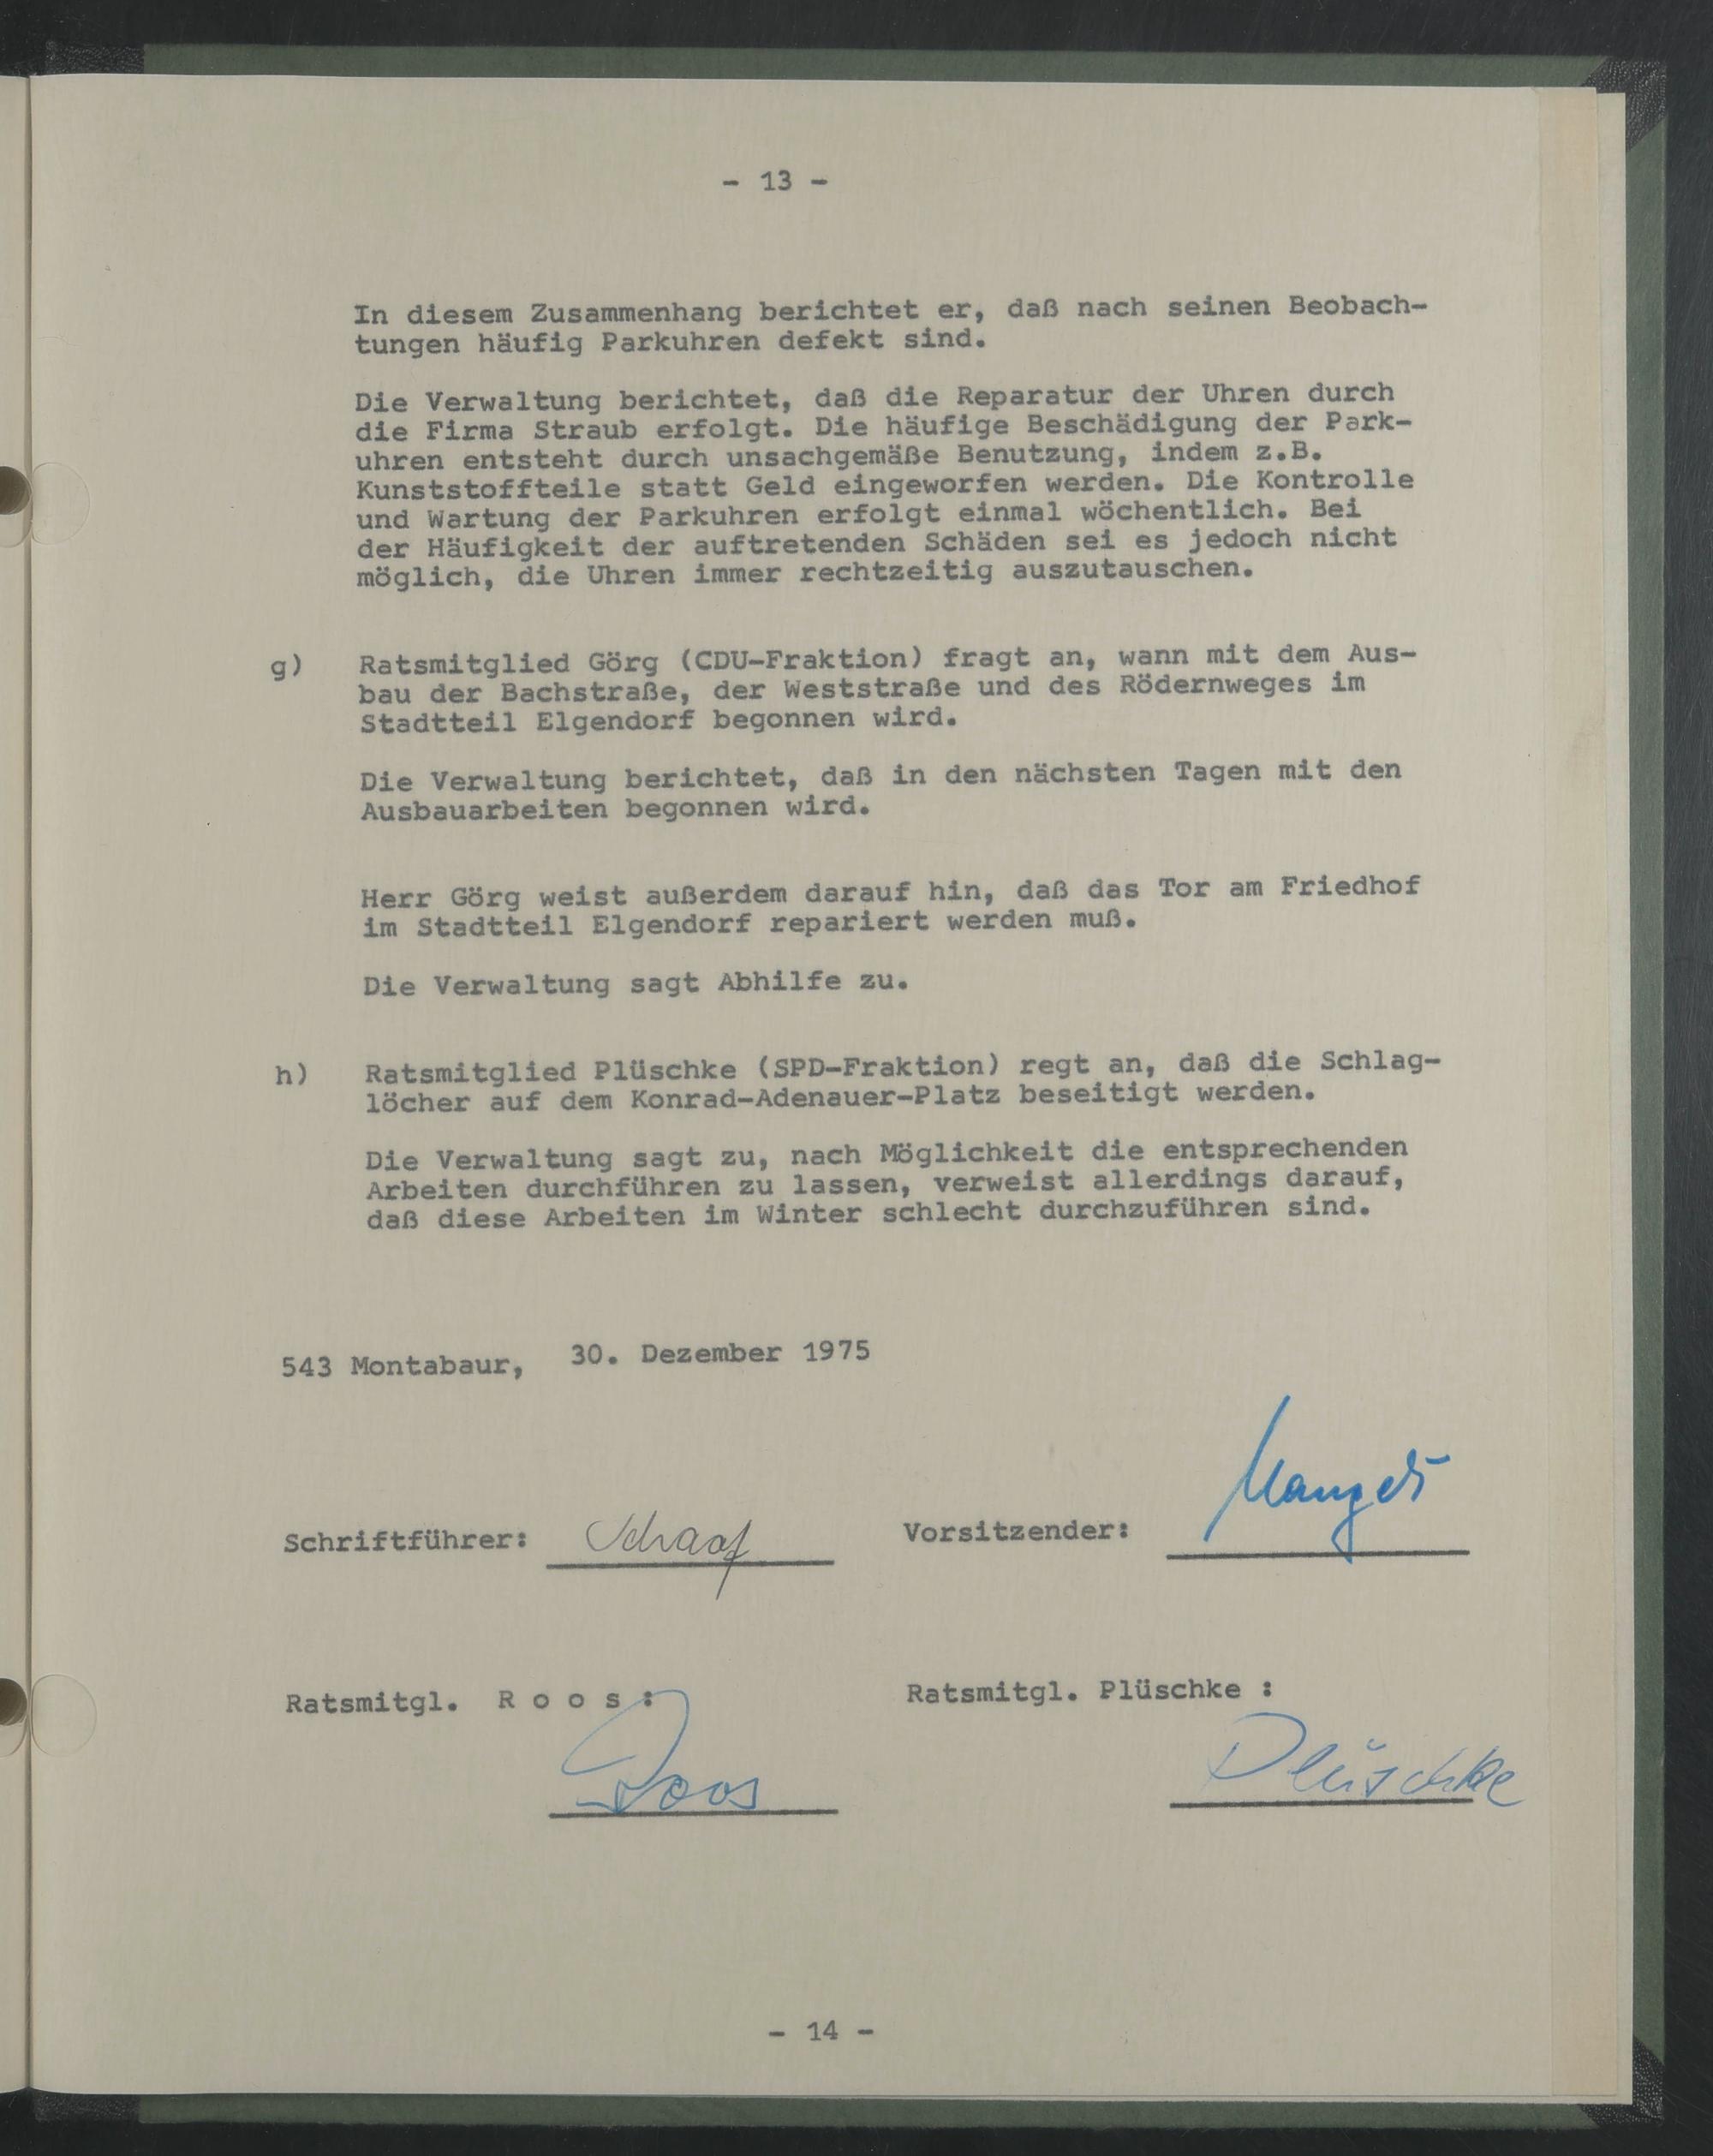 - 13 -
In diesem Zusammenhang berichtet er, daß nach seinen Beobach-
tungen häufig Parkuhren defekt sind.
Die Verwaltung berichtet, daß die Reparatur der Uhren durch
die Firma Straub erfolgt. Die häufige Beschädigung der Park-
uhren entsteht durch unsachgemäße Benutzung, indem z.B.
Kunststoffteile statt Geld eingeworfen werden. Die Kontrolle
und Wartung der Parkuhren erfolgt einmal wöchentlich. Bei
der Häufigkeit der auftretenden Schäden sei es jedoch nicht
möglich, die Uhren immer rechtzeitig auszutauschen.
g) Ratsmitglied Görg (CDU-Fraktion) fragt an, wann mit dem Aus-
bau der Bachstraße, der Weststraße und des Rödernweges im
Stadtteil Elgendorf begonnen wird.
Die Verwaltung berichtet, daß in den nächsten Tagen mit den
Ausbauarbeiten begonnen wird.
Herr Görg weist außerdem darauf hin, daß das Tor am Friedhof
im Stadtteil Elgendorf repariert werden muß.
Die Verwaltung sagt Abhilfe zu.
h) Ratsmitglied Plüschke (SPD-Fraktion) regt an, daß die Schlag-
löcher auf dem Konrad-Adenauer-Platz beseitigt werden.
Die Verwaltung sagt zu, nach Möglichkeit die entsprechenden
Arbeiten durchführen zu lassen, verweist allerdings darauf,
daß diese Arbeiten im Winter schlecht durchzuführen sind.
543 Montabaur, 30. Dezember 1975
Schriftführer: Schaaf Vorsitzender:
Ratsmitgl. R o o s : Ratsmitgl. Plüschke :
Roos Plüschke
- 14 -